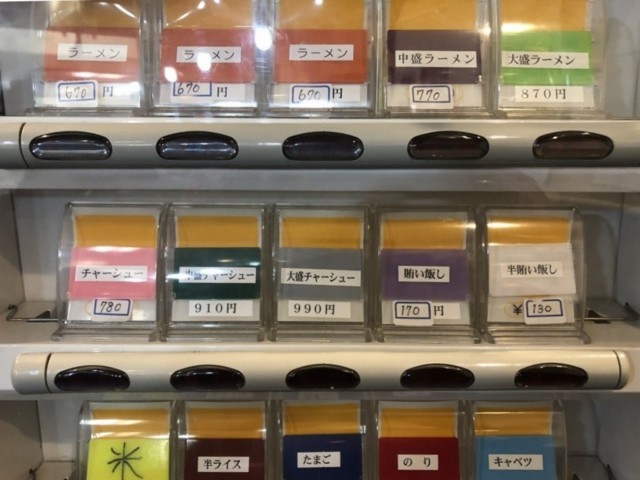 ラーメン
ラーメン
ラーメン
中盛ラーメン
大盛ラーメン
670円
670円
670円
770
870円
チャーシュー
中盛チャーシュー
大盛チャーシュー
賄い飯し
半賄い飯し
780
910円
990円
170円
¥130
米
半ライス
たまご
のり
キャベツ